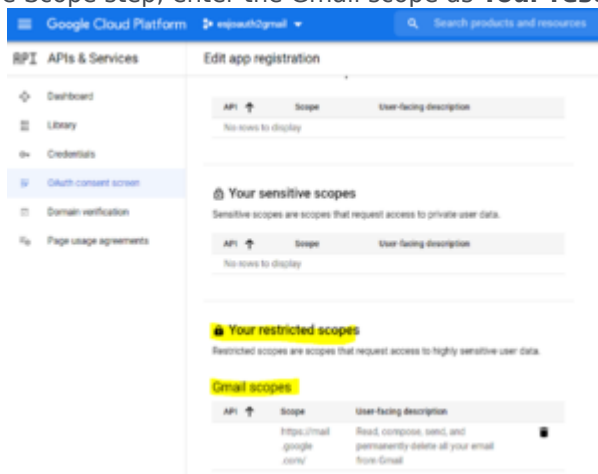 e Scope step, enter the Gmail scope as Your rest
Google Cloud Platform enjoauth2gmail Search products and resources
API APIs & Services Edit app registration
Dashboard
Library
Credentials
OAuth consent screen
Domain verification
Page usage agreements
API Scope User-facing description
No rows to display
Your sensitive scopes
Sensitive scopes are scopes that request access to private user data.
API Scope User-facing description
No rows to display
Your restricted scopes
Restricted scopes are scopes that request access to highly sensitive user data.
Gmail scopes
API Scope User-facing description
https://mail
.google
.com/
Read, compose, send, and
permanently delete all your email
from Gmail